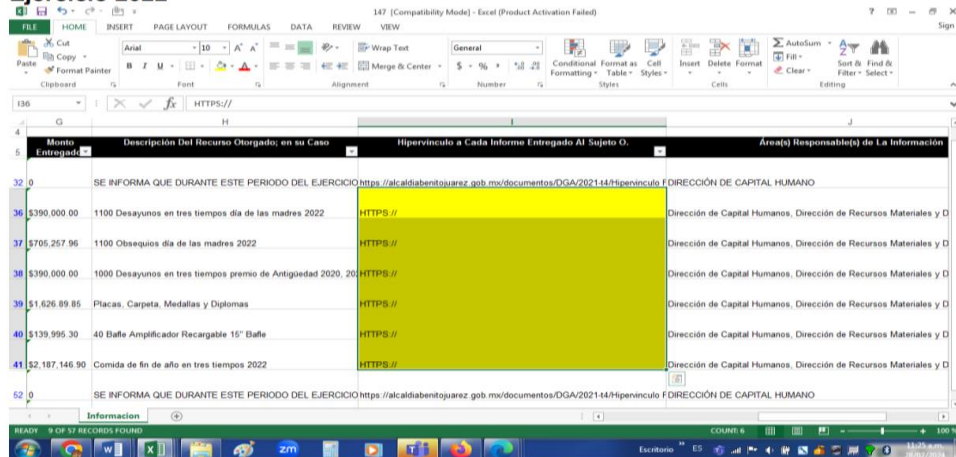 147 [Compatibility Mode] - Excel (Product Activation Failed)
FILE HOME INSERT PAGE LAYOUT FORMULAS DATA REVIEW VIEW Sign
Paste Cut Copy Format Painter Arial 10 Wrap Text Merge & Center General Conditional Formatting Format as Table Cell Styles Insert Delete Format AutoSum Fill Clear Sort & Filter Find & Select
Clipboard Font Alignment Number Styles Cells Editing
I36 fx HTTPS://
G H I J
4
5 Monto Entregado Descripción Del Recurso Otorgado; en su Caso Hipervinculo a Cada Informe Entregado Al Sujeto O. Área(s) Responsable(s) de La Información
32 0 SE INFORMA QUE DURANTE ESTE PERIODO DEL EJERCICIO https://alcaldiabenitojuarez.gob.mx/documentos/DGA/2021-t4/Hipervinculo F DIRECCIÓN DE CAPITAL HUMANO
36 $390,000.00 1100 Desayunos en tres tiempos día de las madres 2022 HTTPS:// Dirección de Capital Humanos, Dirección de Recursos Materiales y D
37 $705,257.96 1100 Obsequios día de las madres 2022 HTTPS:// Dirección de Capital Humanos, Dirección de Recursos Materiales y D
38 $390,000.00 1000 Desayunos en tres tiempos premio de Antigüedad 2020, 20 HTTPS:// Dirección de Capital Humanos, Dirección de Recursos Materiales y D
39 $1,626.89.85 Placas, Carpeta, Medallas y Diplomas HTTPS:// Dirección de Capital Humanos, Dirección de Recursos Materiales y D
40 $139,995.30 40 Bafle Amplificador Recargable 15" Bafle HTTPS:// Dirección de Capital Humanos, Dirección de Recursos Materiales y D
41 $2,187,146.90 Comida de fin de año en tres tiempos 2022 HTTPS:// Dirección de Capital Humanos, Dirección de Recursos Materiales y D
52 0 SE INFORMA QUE DURANTE ESTE PERIODO DEL EJERCICIO https://alcaldiabenitojuarez.gob.mx/documentos/DGA/2021-t4/Hipervinculo F DIRECCIÓN DE CAPITAL HUMANO
Informacion
READY 9 OF 57 RECORDS FOUND COUNT: 6 100 %
zm Escritorio ES 11:25 a.m.